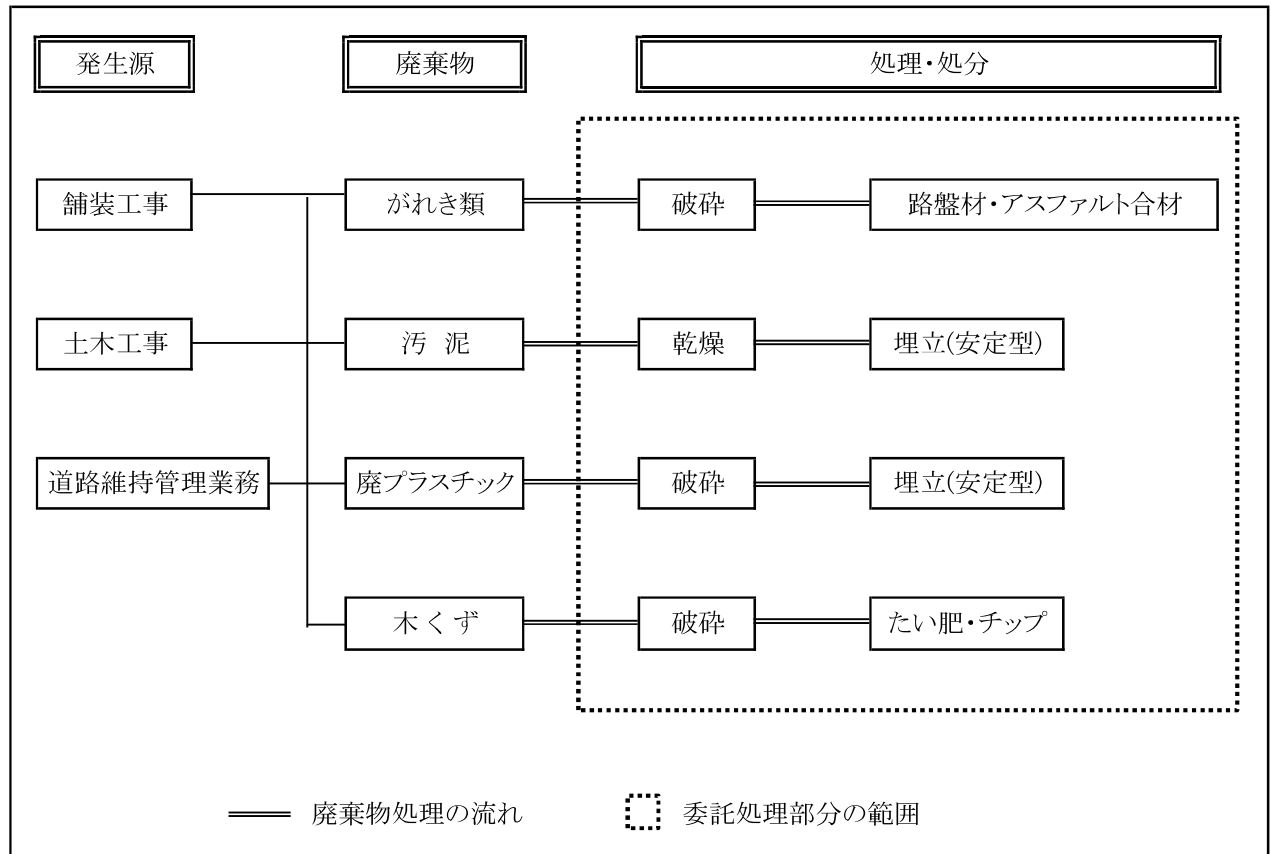 発生源 廃棄物 処理・処分
舗装工事 がれき類 破砕 路盤材・アスファルト合材
土木工事 汚 泥 乾燥 埋立(安定型)
道路維持管理業務 廃プラスチック 破砕 埋立(安定型)
木くず 破砕 たい肥・チップ
廃棄物処理の流れ 委託処理部分の範囲